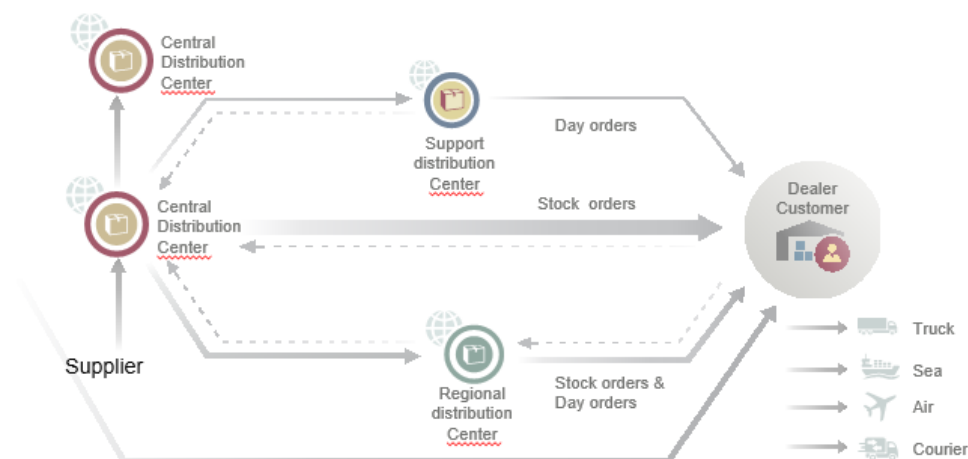 Central
Distribution
Center
Support
distribution
Center
Day orders
Dealer
Customer
Central
Distribution
Center
Stock orders
Supplier
Regional
distribution
Center
Stock orders &
Day orders
Truck
Sea
Air
Courier